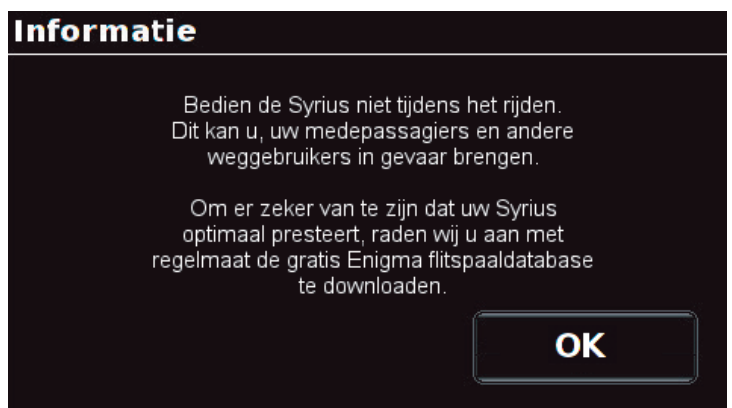 Informatie
Bedien de Syrius niet tijdens het rijden.
Dit kan u, uw medepassagiers en andere
weggebruikers in gevaar brengen.
Om er zeker van te zijn dat uw Syrius
optimaal presteert, raden wij u aan met
regelmaat de gratis Enigma flitspaaldatabase
te downloaden.
OK